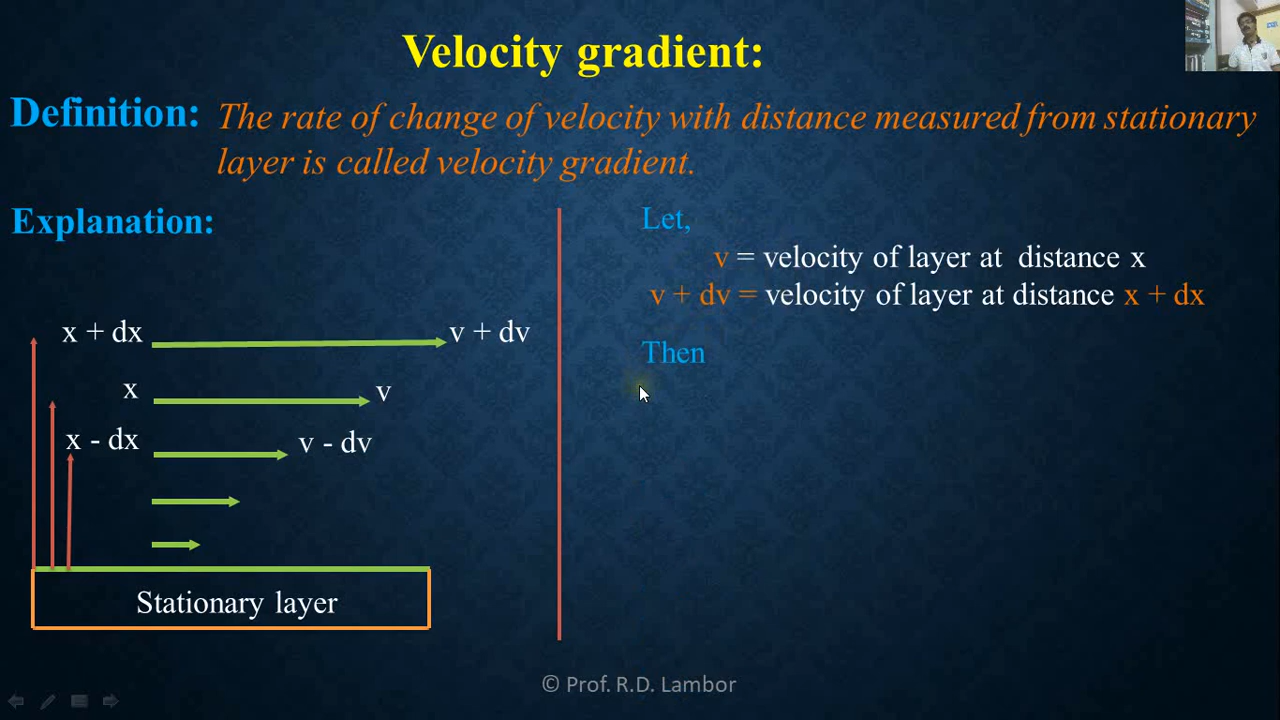 Velocity gradient:
Definition: The rate of change of velocity with distance measured from stationary
layer is called velocity gradient.
Explanation:
x + dx v + dv
x v
x - dx v - dv
Stationary layer
Let,
v = velocity of layer at distance x
v + dv = velocity of layer at distance x + dx
Then
© Prof. R.D. Lambor